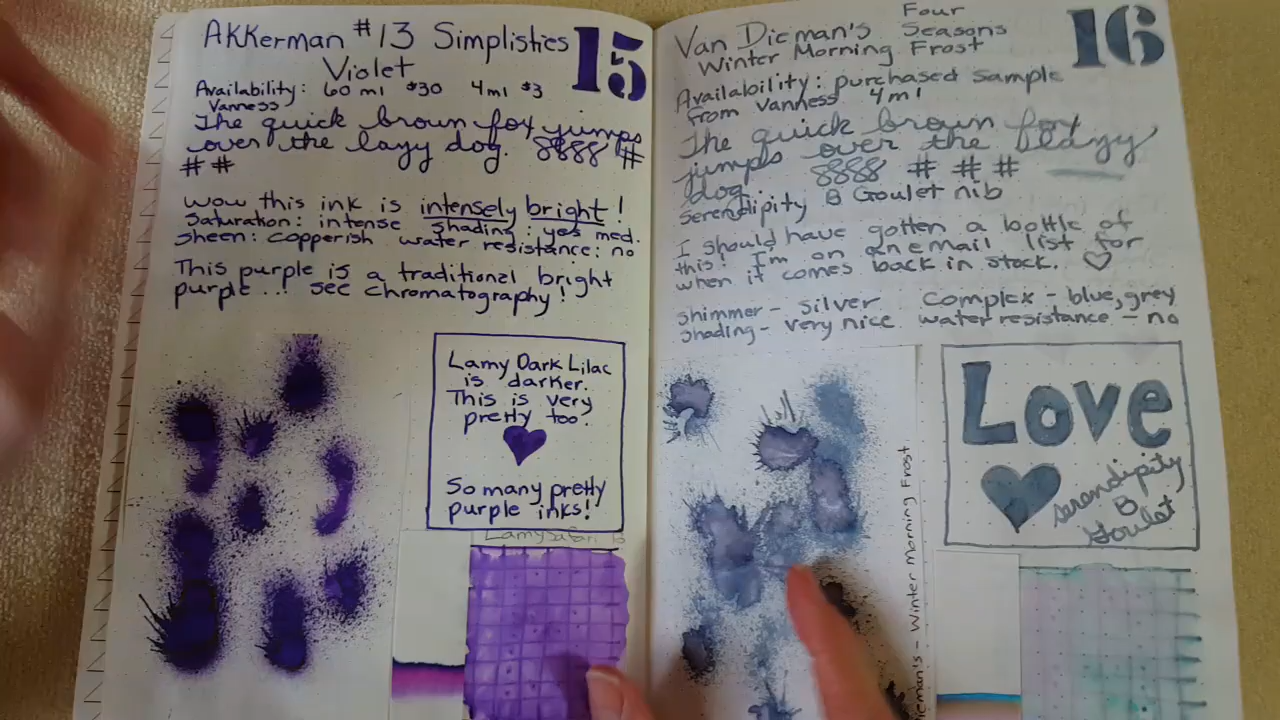 Akkerman #13 Simplisties
Violet
15
Availability: 60 ml $30 4ml $3
Vanness
The quick brown fox jumps
over the lazy dog. 8888 #
# #
Wow this ink is intensely bright!
Saturation: intense shading: yes med.
Sheen: copperish water resistance: no
This purple is a traditional bright
purple... see chromatography!
Lamy Dark Lilac
is darker.
This is very
pretty too.
So many pretty
purple inks!
Lamy Safari
Van Dieman's Four
Seasons
Winter Morning Frost
16
Availability: purchased sample
from Vanness 4ml
The quick brown fox
jumps over the
dog. 8888 # # #
Serendipity B Goulet nib
I should have gotten a bottle of
this! I'm on an email list for
when it comes back in stock. ♡
Shimmer - silver Complex - blue, grey
Shading - very nice water resistance - no
Love
Serendipity
B
Goulet
Dieman's - Winter Morning Frost